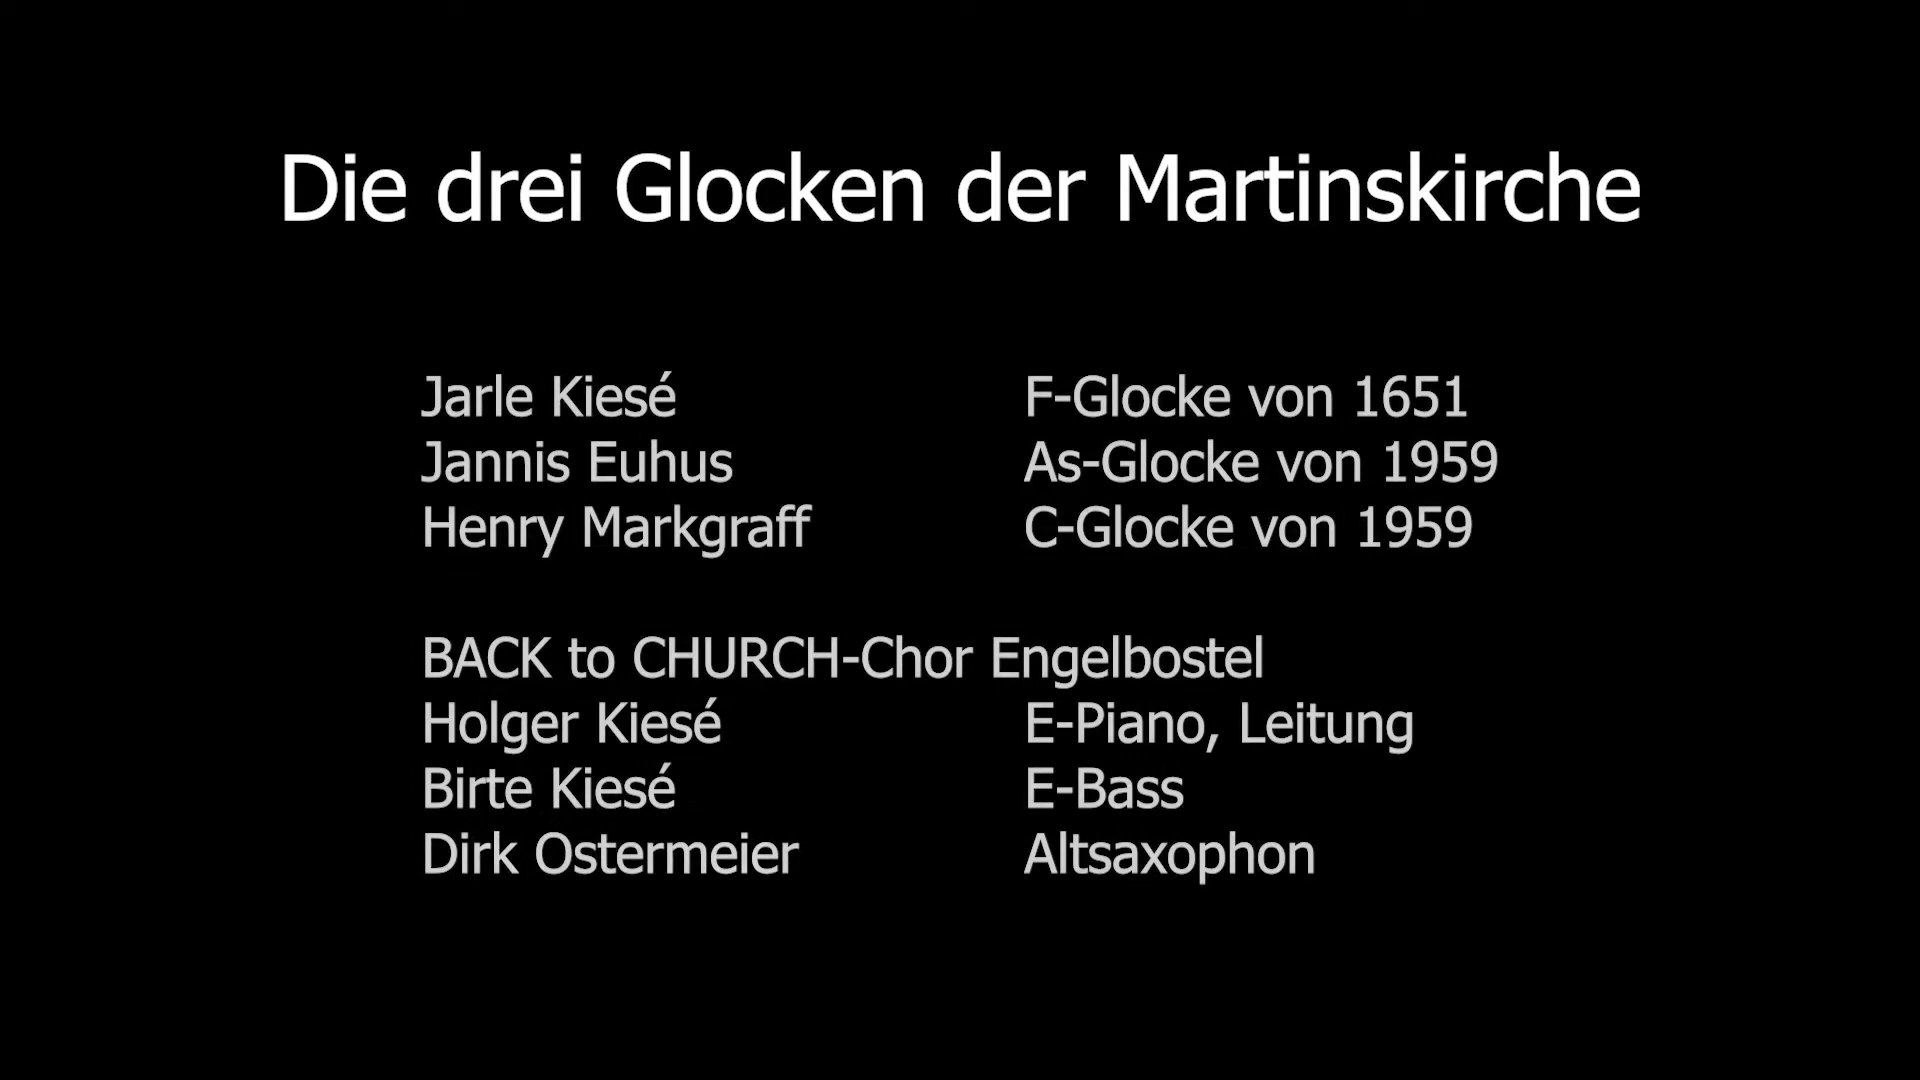 Die drei Glocken der Martinskirche
Jarle Kiesé F-Glocke von 1651
Jannis Euhus As-Glocke von 1959
Henry Markgraff C-Glocke von 1959
BACK to CHURCH-Chor Engelbostel
Holger Kiesé E-Piano, Leitung
Birte Kiesé E-Bass
Dirk Ostermeier Altsaxophon